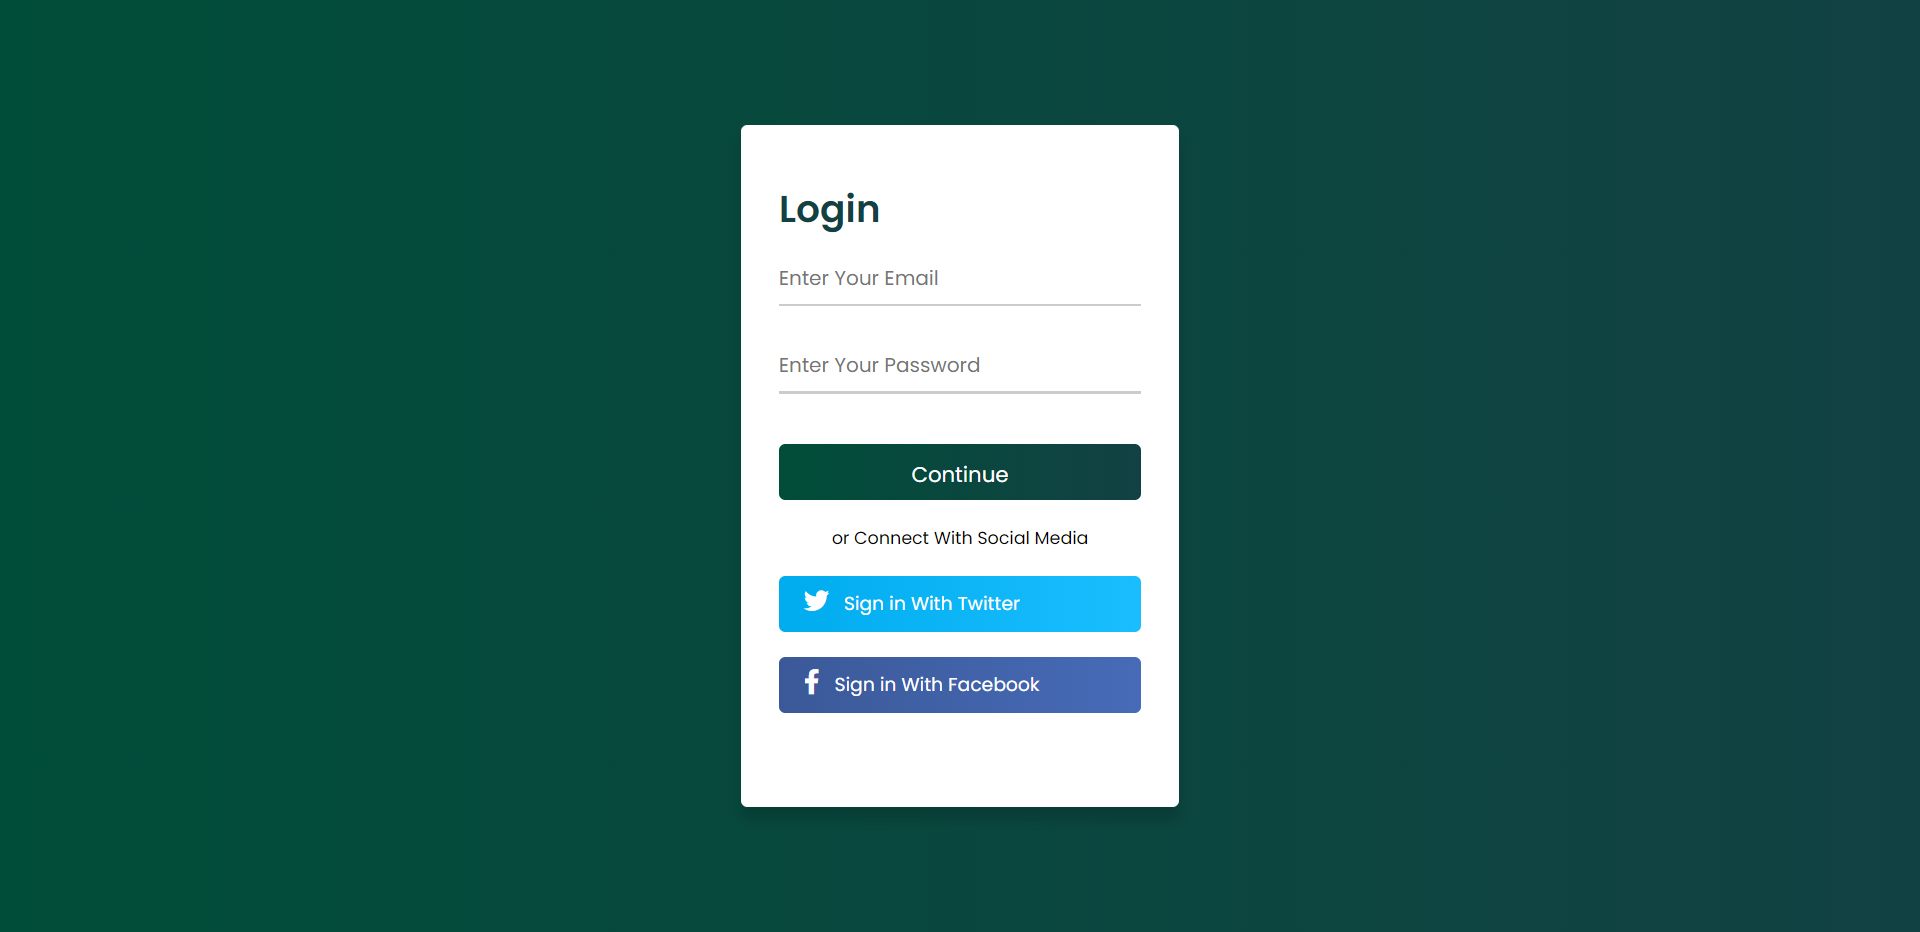 Login
Enter Your Email
Enter Your Password
Continue
or Connect With Social Media
Sign in With Twitter
Sign in With Facebook